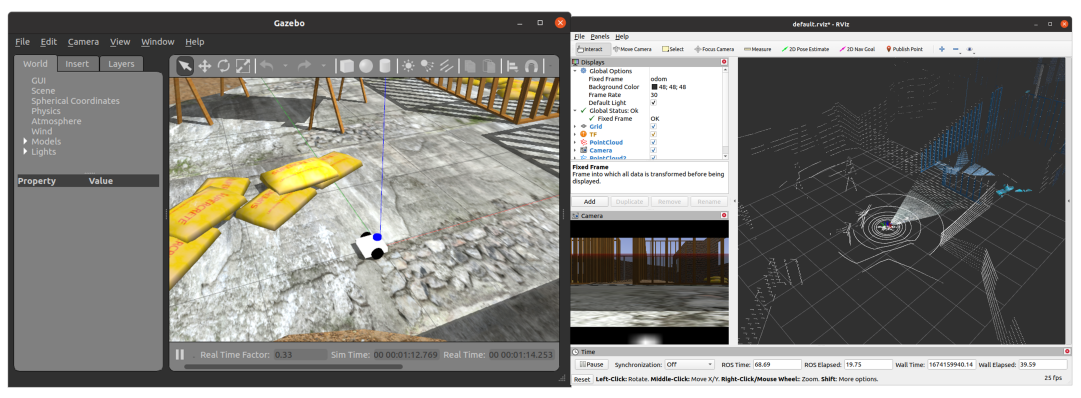 Gazebo
File Edit Camera View Window Help
World Insert Layers
GUI
Scene
Spherical Coordinates
Physics
Atmosphere
Wind
Models
Lights
Property Value
Real Time Factor: 0.33 Sim Time: 00 00:01:12.769 Real Time: 00 00:01:14.253
default.rviz* - RViz
File Panels Help
Interact Move Camera Select Focus Camera Measure 2D Pose Estimate 2D Nav Goal Publish Point
Displays
Global Options
Fixed Frame odom
Background Color 48; 48; 48
Frame Rate 30
Default Light
Global Status: Ok
Fixed Frame OK
Grid
TF
PointCloud
Camera
PointCloud2
Fixed Frame
Frame into which all data is transformed before being
displayed.
Add Duplicate Remove Rename
Camera
Time
Pause Synchronization: Off ROS Time: 68.69 ROS Elapsed: 19.75 Wall Time: 1674159940.14 Wall Elapsed: 39.59
Reset Left-Click: Rotate. Middle-Click: Move X/Y. Right-Click/Mouse Wheel: Zoom. Shift: More options. 25 fps